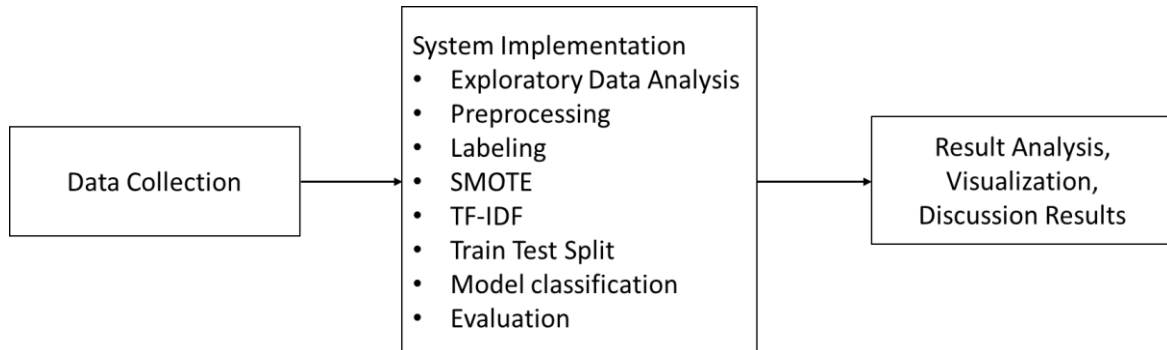 Data Collection
System Implementation
• Exploratory Data Analysis
• Preprocessing
• Labeling
• SMOTE
• TF-IDF
• Train Test Split
• Model classification
• Evaluation
Result Analysis,
Visualization,
Discussion Results